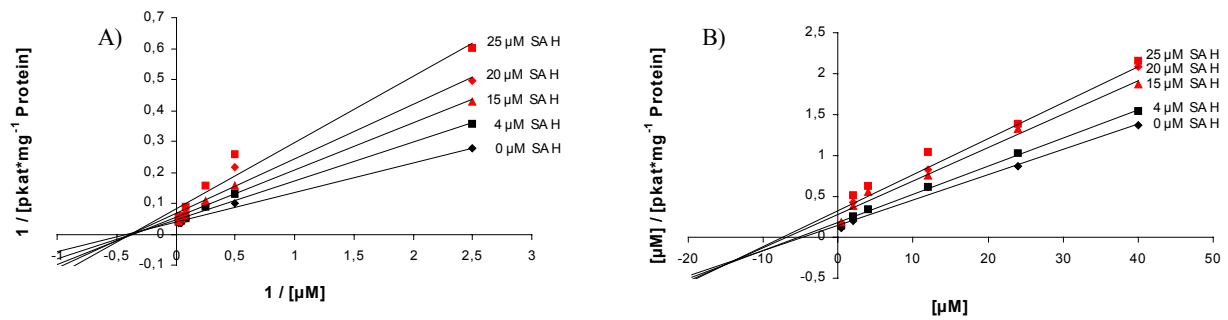 A)
1 / [pkat*mg-1 Protein]
0,7
0,6
0,5
0,4
0,3
0,2
0,1
0
-0,1
-1
-0,5
0
0,5
1
1,5
2
2,5
3
1 / [µM]
25 µM SAH
20 µM SAH
15 µM SAH
4 µM SAH
0 µM SAH
B)
[µM] / [pkat*mg-1 Protein]
2,5
2
1,5
1
0,5
0
-0,5
-20
-10
0
10
20
30
40
50
[µM]
25 µM SAH
20 µM SAH
15 µM SAH
4 µM SAH
0 µM SAH